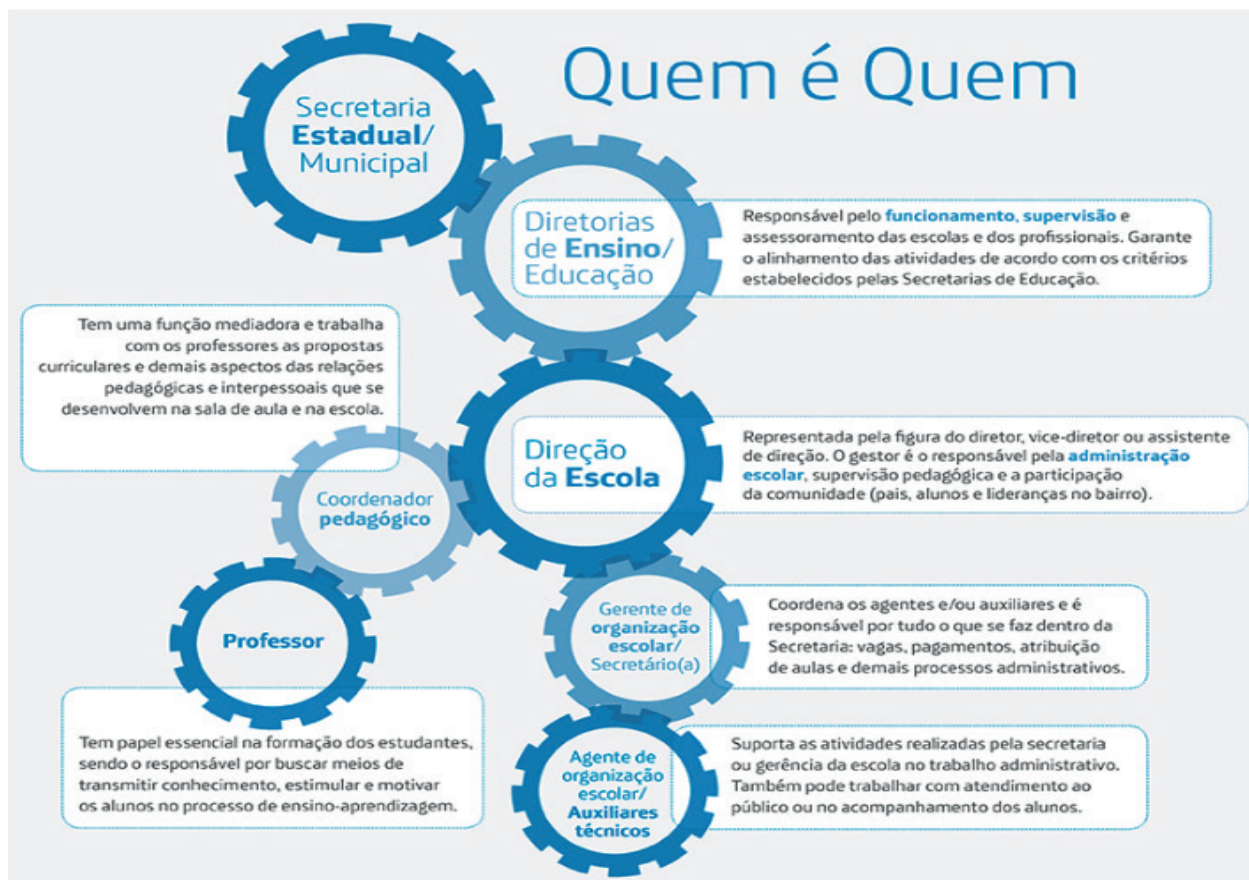 Quem é Quem
Secretaria
Estadual/
Municipal
Diretorias
de Ensino/
Educação
Responsável pelo funcionamento, supervisão e
assessoramento das escolas e dos profissionais. Garante
o alinhamento das atividades de acordo com os critérios
estabelecidos pelas Secretarias de Educação.
Tem uma função mediadora e trabalha
com os professores as propostas
curriculares e demais aspectos das relações
pedagógicas e interpessoais que se
desenvolvem na sala de aula e na escola.
Direção
da Escola
Representada pela figura do diretor, vice-diretor ou assistente
de direção. O gestor é o responsável pela administração
escolar, supervisão pedagógica e a participação
da comunidade (pais, alunos e lideranças no bairro).
Coordenador
pedagógico
Professor
Gerente de
organização
escolar/
Secretário(a)
Coordena os agentes e/ou auxiliares e é
responsável por tudo o que se faz dentro da
Secretaria: vagas, pagamentos, atribuição
de aulas e demais processos administrativos.
Tem papel essencial na formação dos estudantes,
sendo o responsável por buscar meios de
transmitir conhecimento, estimular e motivar
os alunos no processo de ensino-aprendizagem.
Agente de
organização
escolar/
Auxiliares
técnicos
Suporta as atividades realizadas pela secretaria
ou gerência da escola no trabalho administrativo.
Também pode trabalhar com atendimento ao
público ou no acompanhamento dos alunos.